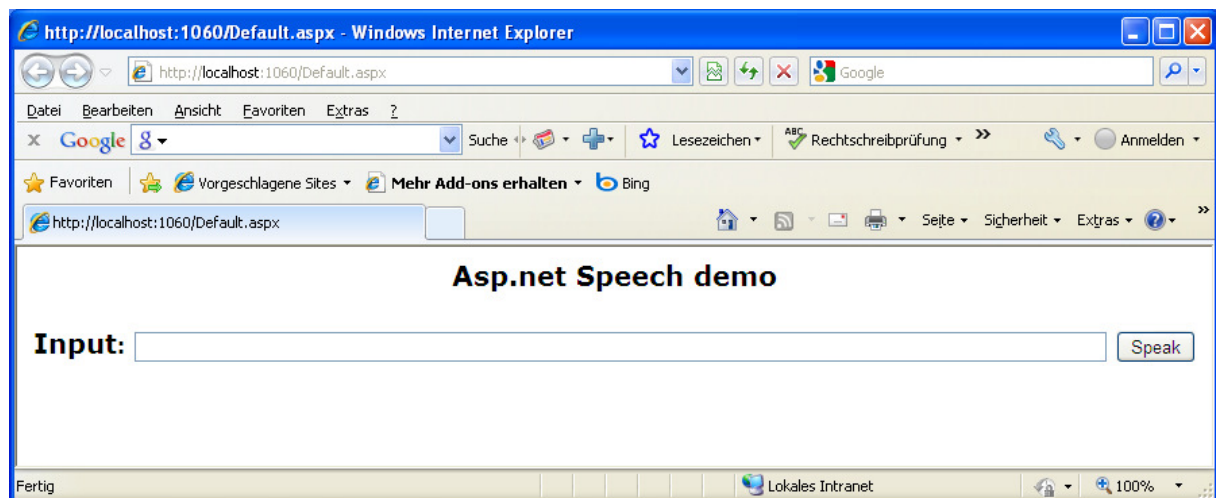 http://localhost:1060/Default.aspx - Windows Internet Explorer
http://localhost:1060/Default.aspx Google
Datei Bearbeiten Ansicht Favoriten Extras ?
x Google g Suche Lesezeichen ABC Rechtschreibprüfung » Anmelden
Favoriten Vorgeschlagene Sites Mehr Add-ons erhalten Bing
http://localhost:1060/Default.aspx Seite Sicherheit Extras ? »
Asp.net Speech demo
Input: Speak
Fertig Lokales Intranet 100%